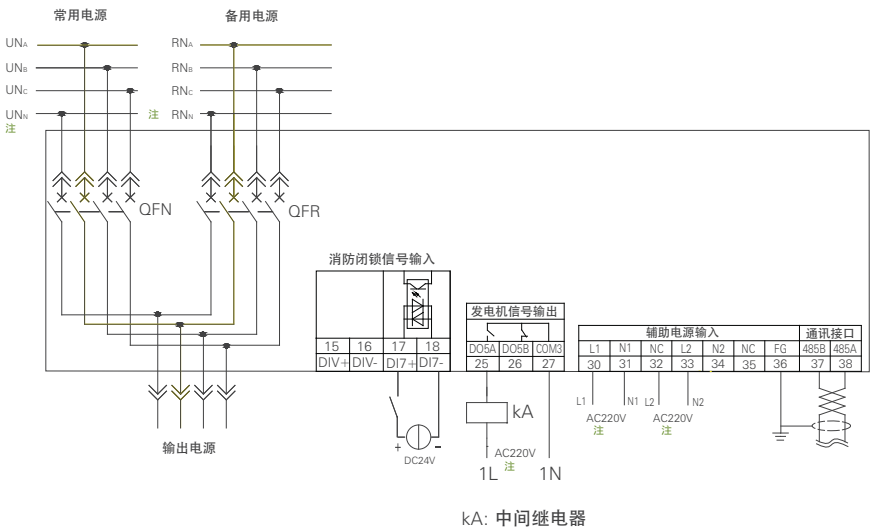 常用电源 备用电源
UNA RNA
UNB RNB
UNC RNC
UNN 注 RNN
注
QFN QFR
消防闭锁信号输入
发电机信号输出
辅助电源输入 通讯接口
15 16 17 18
DIV+ DIV- DI7+ DI7-
DO5A DO5B COM3
25 26 27
L1 N1 NC L2 N2 NC FG 485B 485A
30 31 32 33 34 35 36 37 38
L1 N1 L2 N2
kA
AC220V AC220V
注 注
+ -
DC24V
输出电源
AC220V
注
1L 1N
kA: 中间继电器